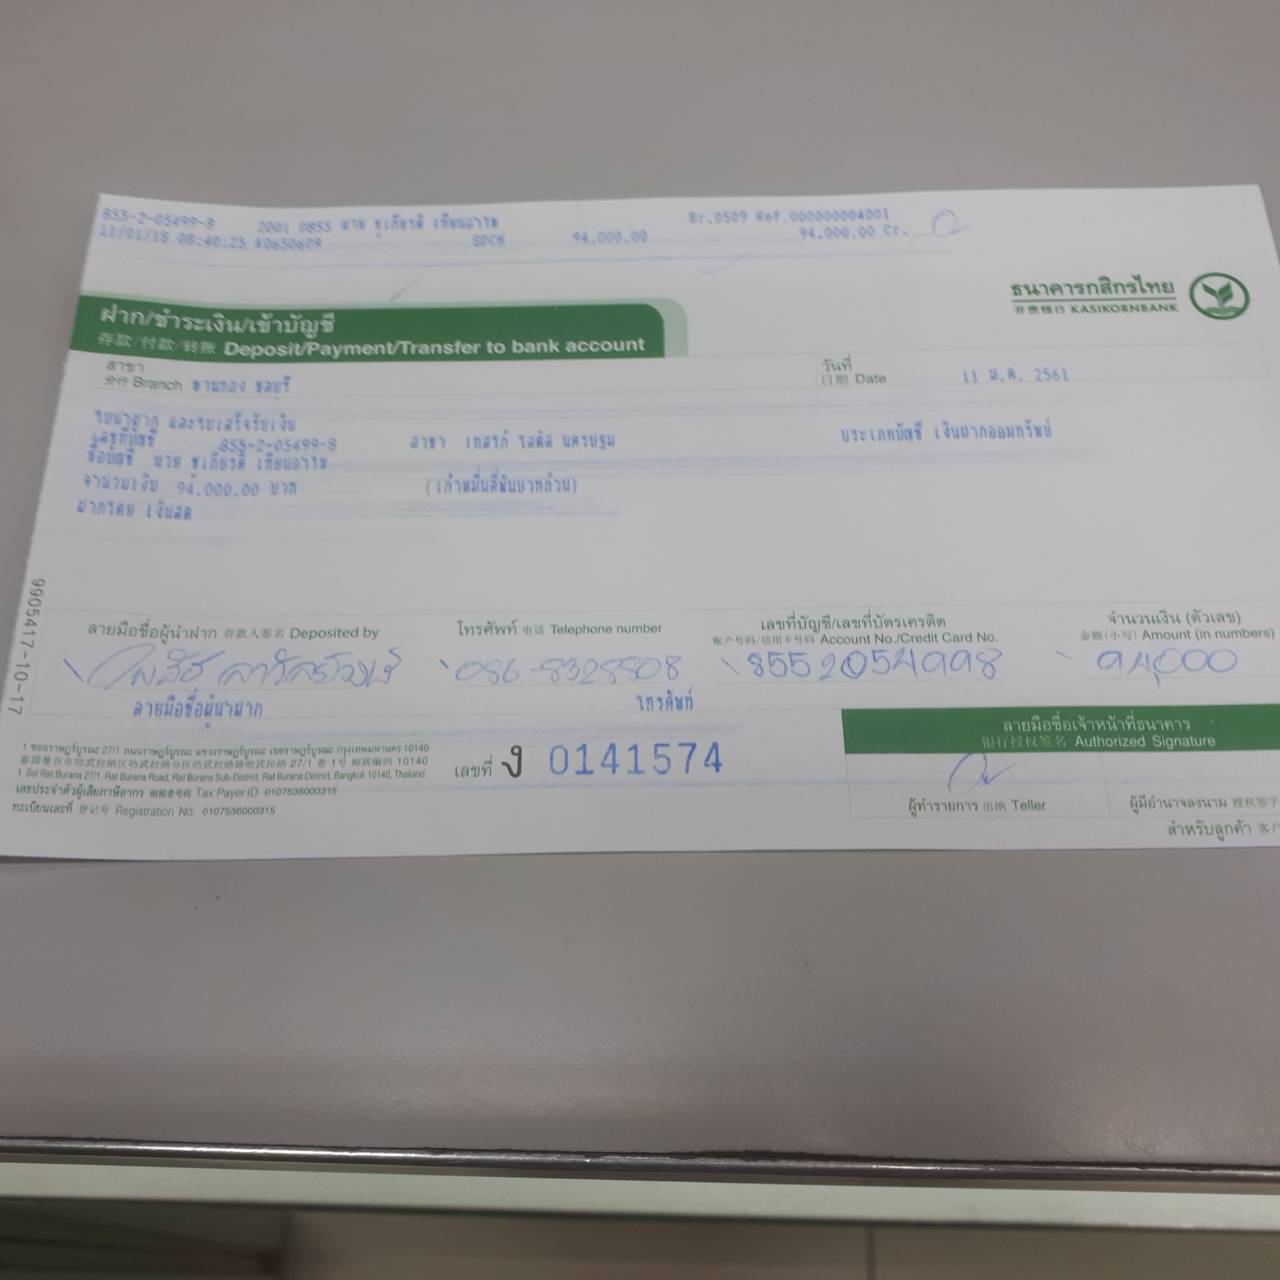 855-2-05499-8 2001 0853 นาย ชูเกียรติ เทียนอารัพ Br.0509 Ref.000000004001
11/01/18 08:40:25 K0650609 SDCH 94,000.00 94,000.00 Cr.
ธนาคารกสิกรไทย
开泰银行 KASIKORNBANK
ฝาก/ชำระเงิน/เข้าบัญชี
存款/付款/转账 Deposit/Payment/Transfer to bank account
สาขา
分行 Branch พานทอง ชลบุรี
วันที่
日期 Date 11 ม.ค. 2561
ใบนำฝาก และใบเสร็จรับเงิน
เลขที่บัญชี 855-2-05499-8 สาขา เทสโก้ โลตัส นครปฐม ประเภทบัญชี เงินฝากออมทรัพย์
ชื่อบัญชี นาย ชูเกียรติ
จำนวนเงิน 94,000.00 บาท (เก้าหมื่นสี่พันบาทถ้วน)
ฝากโดย เงินสด
9905417-10-17
ลายมือชื่อผู้นำฝาก 存款人签名 Deposited by
โทรศัพท์ 电话 Telephone number
เลขที่บัญชี/เลขที่บัตรเครดิต
账户号码/信用卡号码 Account No./Credit Card No.
จำนวนเงิน (ตัวเลข)
金额(小写) Amount (in numbers)
086-8328808 8552054998 94,000
ลายมือชื่อผู้นำฝาก โทรศัพท์
1 ซอยราษฎร์บูรณะ 27/1 ถนนราษฎร์บูรณะ แขวงราษฎร์บูรณะ เขตราษฎร์บูรณะ กรุงเทพมหานคร 10140
泰国曼谷市叻武拉纳区叻武拉纳分区叻武拉纳路叻武拉纳 27/1 巷 1号 邮政编码 10140
1 Soi Rat Burana 27/1, Rat Burana Road, Rat Burana Sub-District, Rat Burana District, Bangkok 10140, Thailand.
เลขประจำตัวผู้เสียภาษีอากร 纳税者号码 Tax Payer ID 0107536000315
ทะเบียนเลขที่ 登记号 Registration No. 0107536000315
เลขที่ ง 0141574
ลายมือชื่อเจ้าหน้าที่ธนาคาร
银行授权签名 Authorized Signature
ผู้ทำรายการ 出纳 Teller
ผู้มีอำนาจลงนาม 授权签字
สำหรับลูกค้า 客户